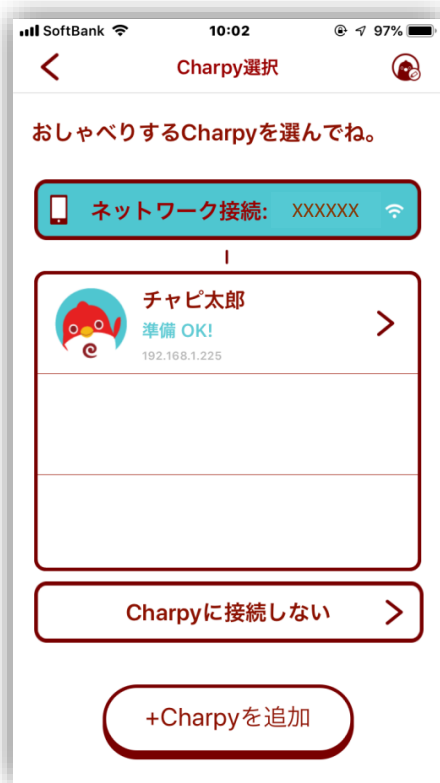 SoftBank 10:02 97%
Charpy選択
おしゃべりするCharpyを選んでね。
ネットワーク接続: XXXXXX
チャピ太郎
準備 OK!
192.168.1.225
Charpyに接続しない
+Charpyを追加